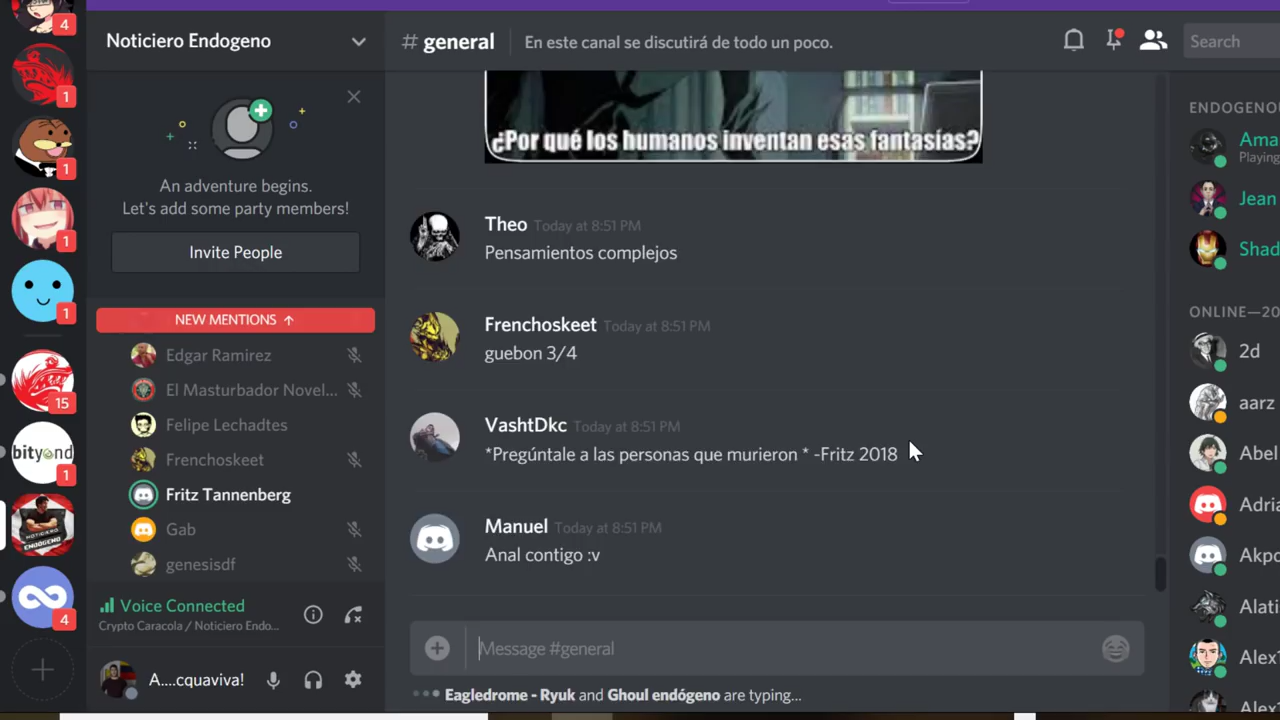 4
1
1
1
1
15
bityond
1
NOTICIERO
ENDOGENO
4
Noticiero Endogeno
An adventure begins.
Let's add some party members!
Invite People
NEW MENTIONS ↑
Edgar Ramirez
El Masturbador Novel...
Felipe Lechadtes
Frenchoskeet
Fritz Tannenberg
Gab
genesisdf
Voice Connected
Crypto Caracola / Noticiero Endo...
A....cquaviva!
# general
En este canal se discutirá de todo un poco.
Search
¿Por qué los humanos inventan esas fantasías?
Theo Today at 8:51 PM
Pensamientos complejos
Frenchoskeet Today at 8:51 PM
guebon 3/4
VashtDkc Today at 8:51 PM
*Pregúntale a las personas que murieron * -Fritz 2018
Manuel Today at 8:51 PM
Anal contigo :v
Message #general
Eagledrome - Ryuk and Ghoul endógeno are typing...
ENDOGENO
Ama
Playing
Jean
Shad
ONLINE—20
2d
aarz
Abel
Adria
Akpo
Alati
Alex
Alex